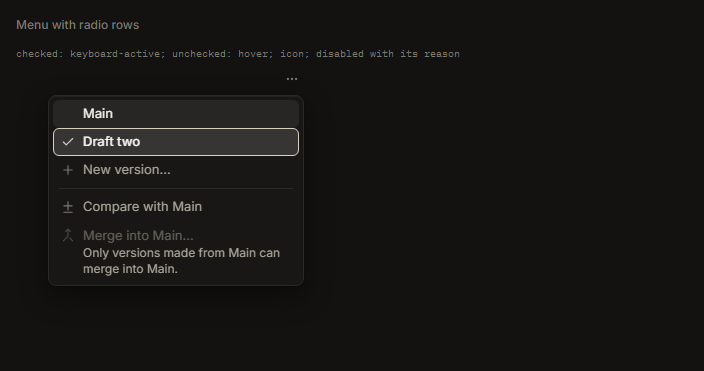 Menu with radio rows
checked: keyboard-active; unchecked: hover; icon; disabled with its reason
...
Main
Draft two
New version...
Compare with Main
Merge into Main...
Only versions made from Main can
merge into Main.